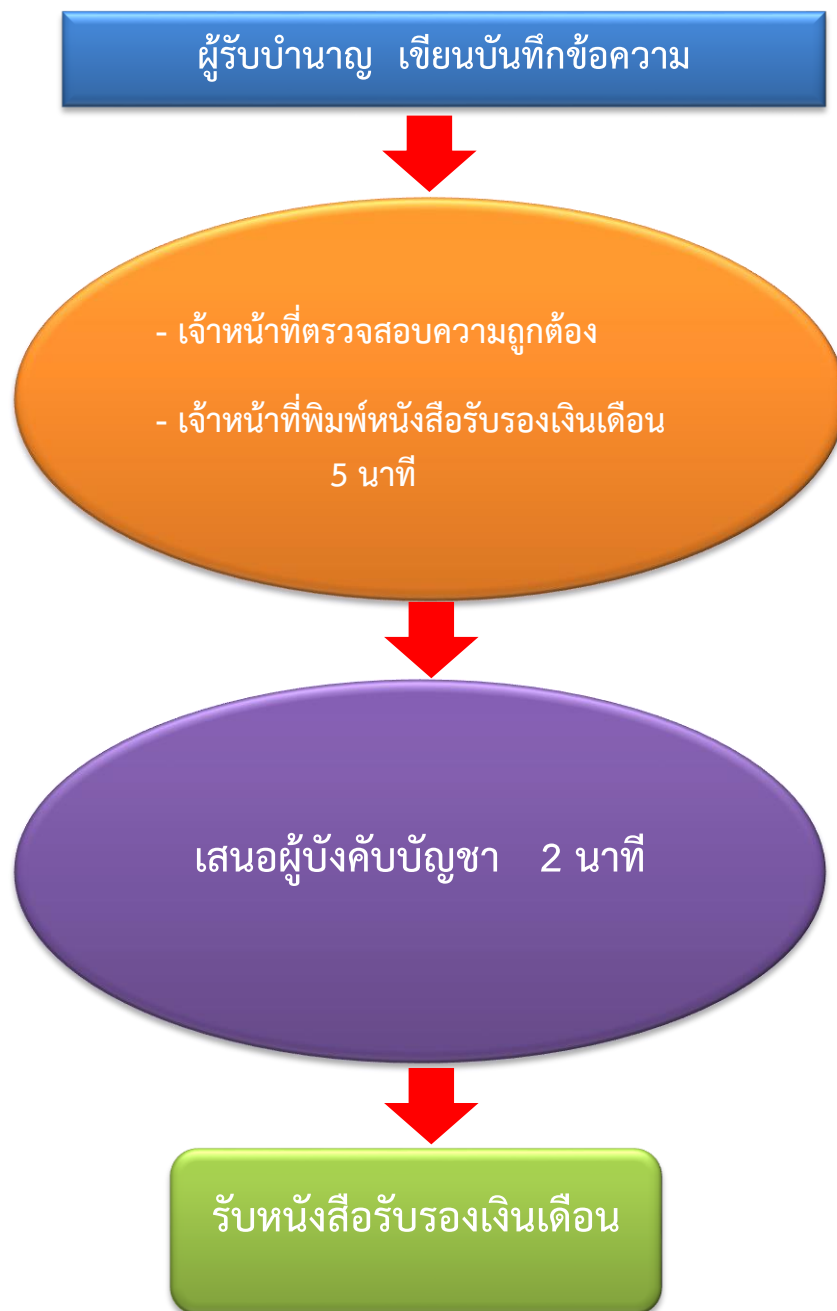 ผู้รับบำนาญ เขียนบันทึกข้อความ
- เจ้าหน้าที่ตรวจสอบความถูกต้อง
- เจ้าหน้าที่พิมพ์หนังสือรับรองเงินเดือน
5 นาที
เสนอผู้บังคับบัญชา 2 นาที
รับหนังสือรับรองเงินเดือน